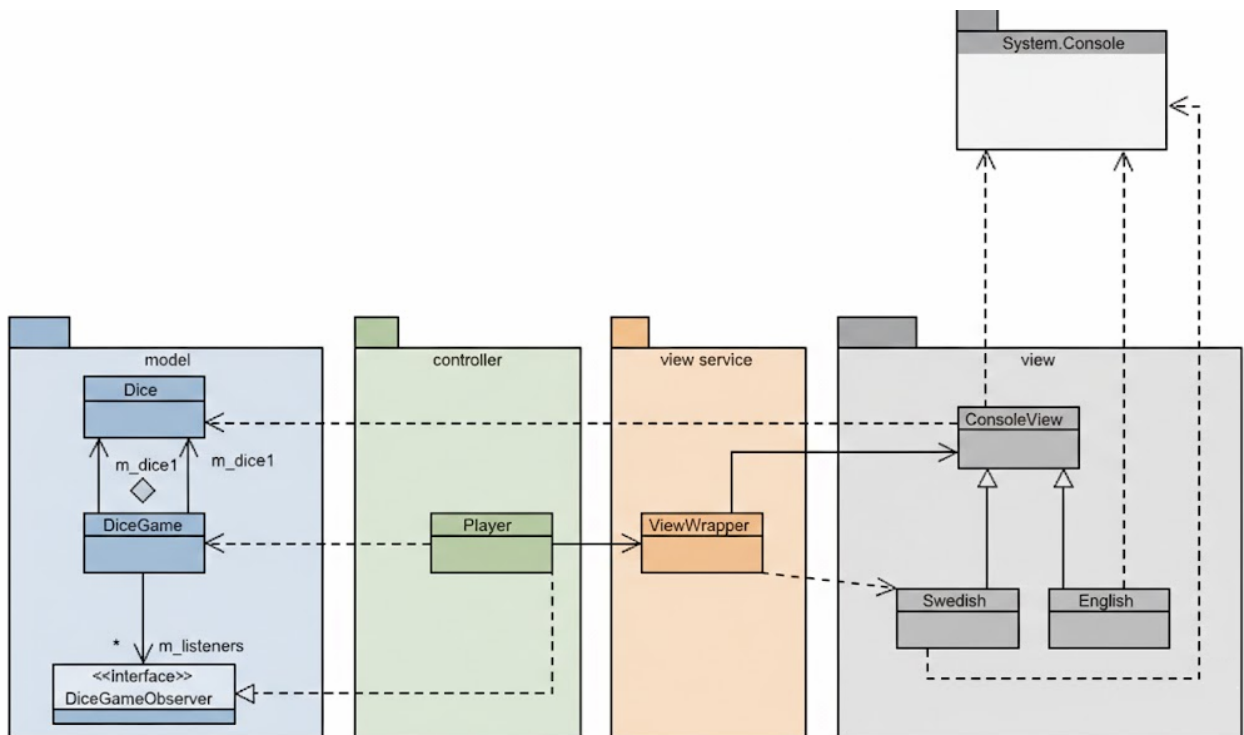 System.Console
model
controller
view service
view
Dice
ConsoleView
m_dice1
m_dice1
DiceGame
Player
ViewWrapper
Swedish
English
*
m_listeners
<<interface>>
DiceGameObserver